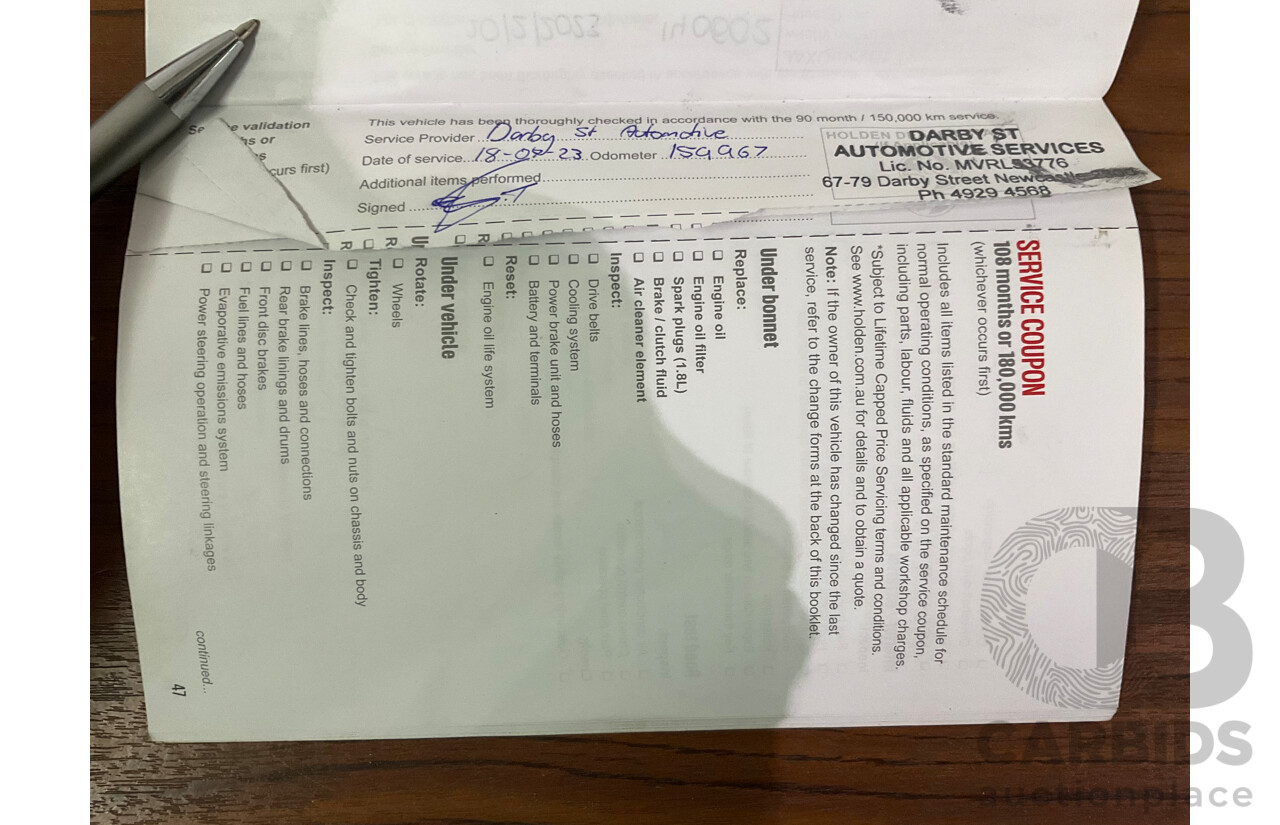 10/2/2023 140602
Se e validation
hs or
s
curs first)
This vehicle has been thoroughly checked in accordance with the 90 month / 150,000 km service.
Service Provider Darby St Automotive
Date of service 18-08-23 Odometer 159967
Additional items performed
Signed
HOLDEN D
DARBY ST
AUTOMOTIVE SERVICES
Lic. No. MVRL53776
67-79 Darby Street Newcastle
Ph 4929 4568
SERVICE COUPON
108 months or 180,000 kms
(whichever occurs first)
Includes all items listed in the standard maintenance schedule for
normal operating conditions, as specified on the service coupon,
including parts, labour, fluids and all applicable workshop charges.
*Subject to Lifetime Capped Price Servicing terms and conditions.
See www.holden.com.au for details and to obtain a quote.
Note: If the owner of this vehicle has changed since the last
service, refer to the change forms at the back of this booklet.
Under bonnet
Replace:
❑ Engine oil
❑ Engine oil filter
❑ Spark plugs (1.8L)
❑ Brake / clutch fluid
❑ Air cleaner element
Inspect:
❑ Drive belts
❑ Cooling system
❑ Power brake unit and hoses
❑ Battery and terminals
Reset:
❑ Engine oil life system
Under vehicle
Rotate:
❑ Wheels
Tighten:
❑ Check and tighten bolts and nuts on chassis and body
Inspect:
❑ Brake lines, hoses and connections
❑ Rear brake linings and drums
❑ Front disc brakes
❑ Fuel lines and hoses
❑ Evaporative emissions system
❑ Power steering operation and steering linkages
continued...
47
CARBIDS
auctionplace